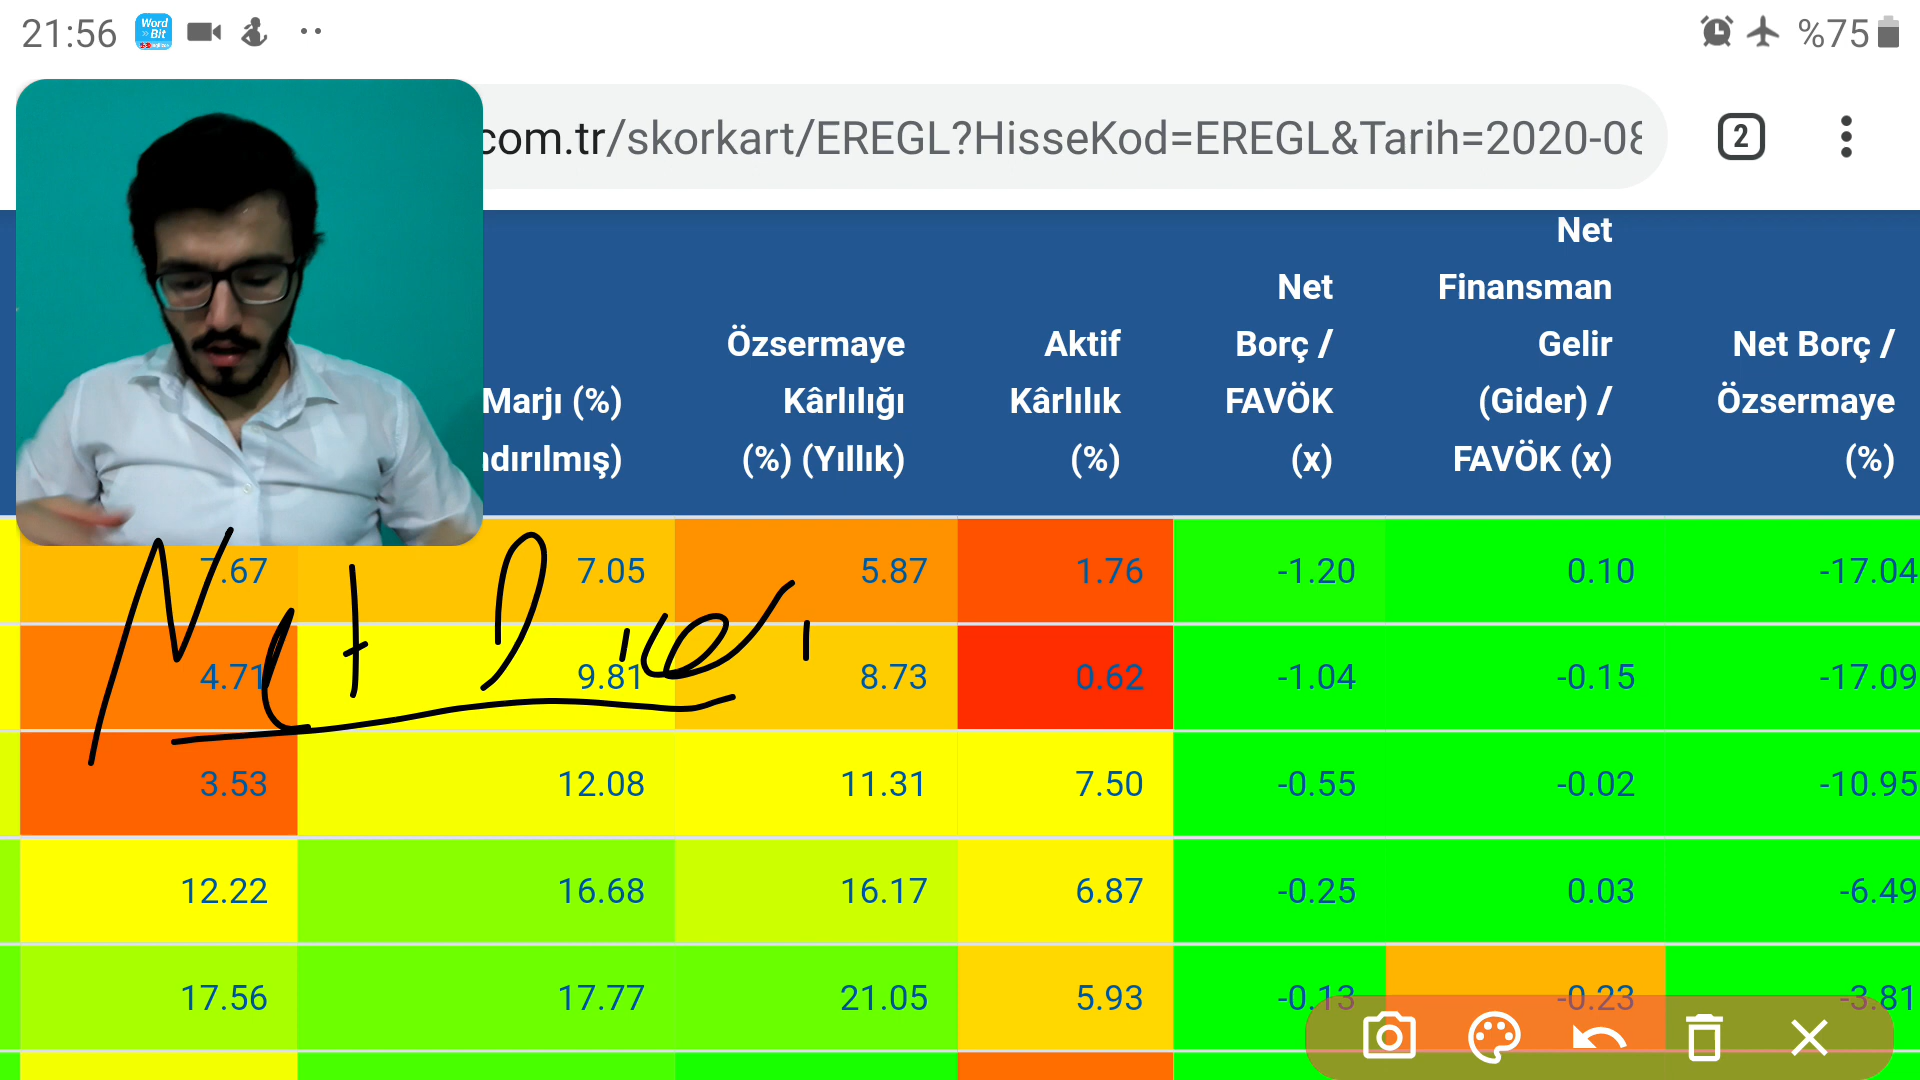 21:56 Word Bit %75
com.tr/skorkart/EREGL?HisseKod=EREGL&Tarih=2020-08 2
Marjı (%)
ndırılmış)
Özsermaye
Kârlılığı
(%) (Yıllık)
Aktif
Kârlılık
(%)
Net
Borç /
FAVÖK
(x)
Net
Finansman
Gelir
(Gider) /
FAVÖK (x)
Net Borç /
Özsermaye
(%)
7.67 7.05 5.87 1.76 -1.20 0.10 -17.04
4.71 9.81 8.73 0.62 -1.04 -0.15 -17.09
3.53 12.08 11.31 7.50 -0.55 -0.02 -10.95
12.22 16.68 16.17 6.87 -0.25 0.03 -6.49
17.56 17.77 21.05 5.93 -0.13 -0.23 -3.81
Net